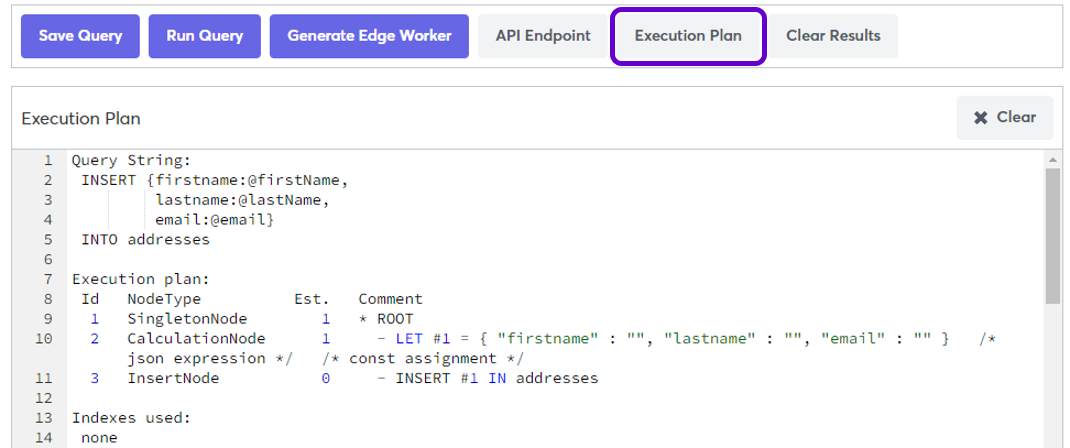 Save Query Run Query Generate Edge Worker API Endpoint Execution Plan Clear Results
Execution Plan ✖ Clear
1 Query String:
2 INSERT {firstname:@firstName,
3 lastname:@lastName,
4 email:@email}
5 INTO addresses
6
7 Execution plan:
8 Id NodeType Est. Comment
9 1 SingletonNode 1 * ROOT
10 2 CalculationNode 1 - LET #1 = { "firstname" : "", "lastname" : "", "email" : "" } /*
json expression */ /* const assignment */
11 3 InsertNode 0 - INSERT #1 IN addresses
12
13 Indexes used:
14 none